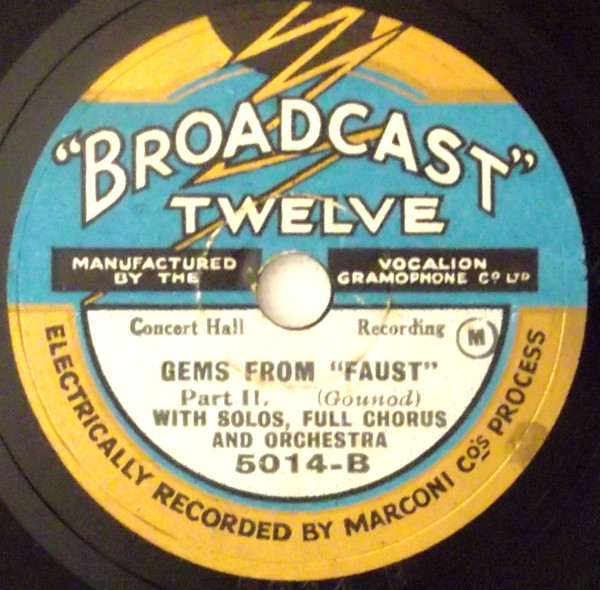 "BROADCAST"
TWELVE
MANUFACTURED BY THE
VOCALION GRAMOPHONE Co LTD
Concert Hall Recording M
GEMS FROM "FAUST"
Part II. (Gounod)
WITH SOLOS, FULL CHORUS
AND ORCHESTRA
5014-B
ELECTRICALLY RECORDED BY MARCONI Co's PROCESS